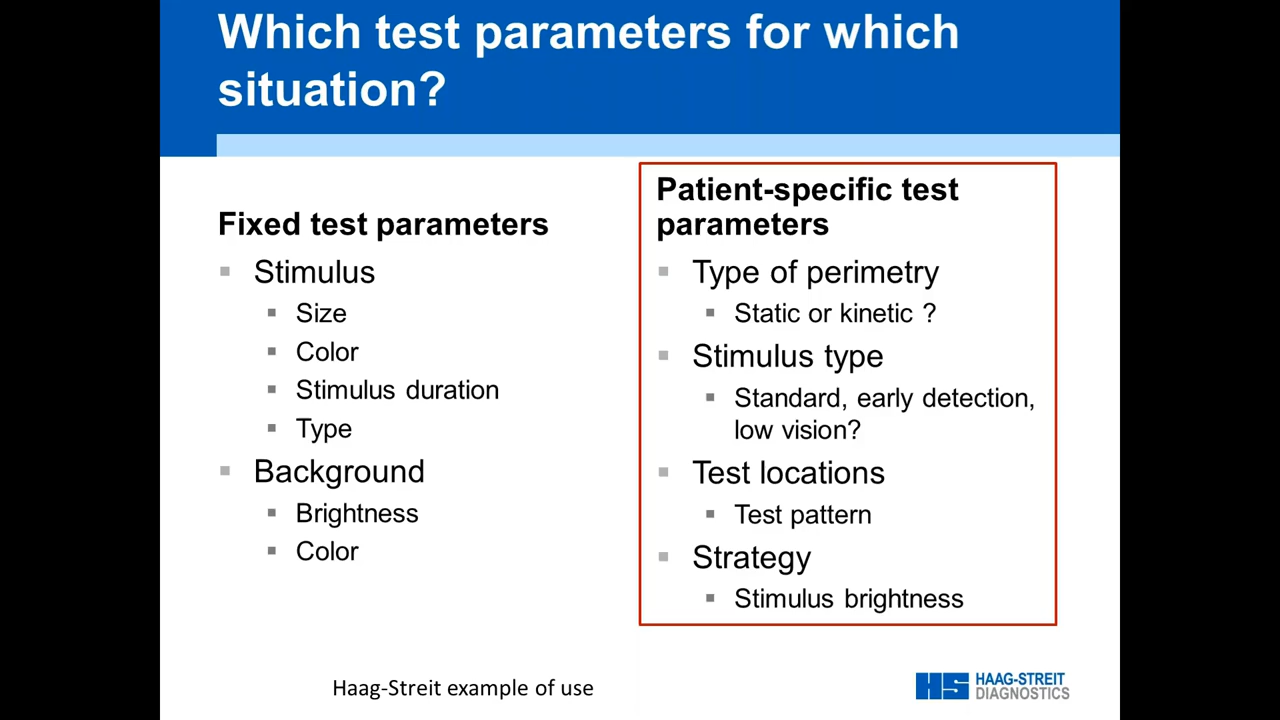 Which test parameters for which
situation?
Fixed test parameters
Stimulus
Size
Color
Stimulus duration
Type
Background
Brightness
Color
Patient-specific test
parameters
Type of perimetry
Static or kinetic ?
Stimulus type
Standard, early detection,
low vision?
Test locations
Test pattern
Strategy
Stimulus brightness
Haag-Streit example of use
HS HAAG-STREIT
DIAGNOSTICS